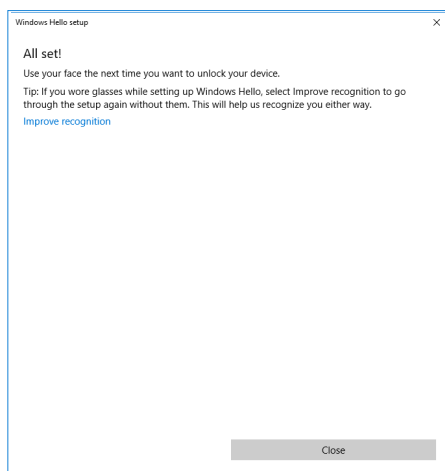 Windows Hello setup
All set!
Use your face the next time you want to unlock your device.
Tip: If you wore glasses while setting up Windows Hello, select Improve recognition to go
through the setup again without them. This will help us recognize you either way.
Improve recognition
Close